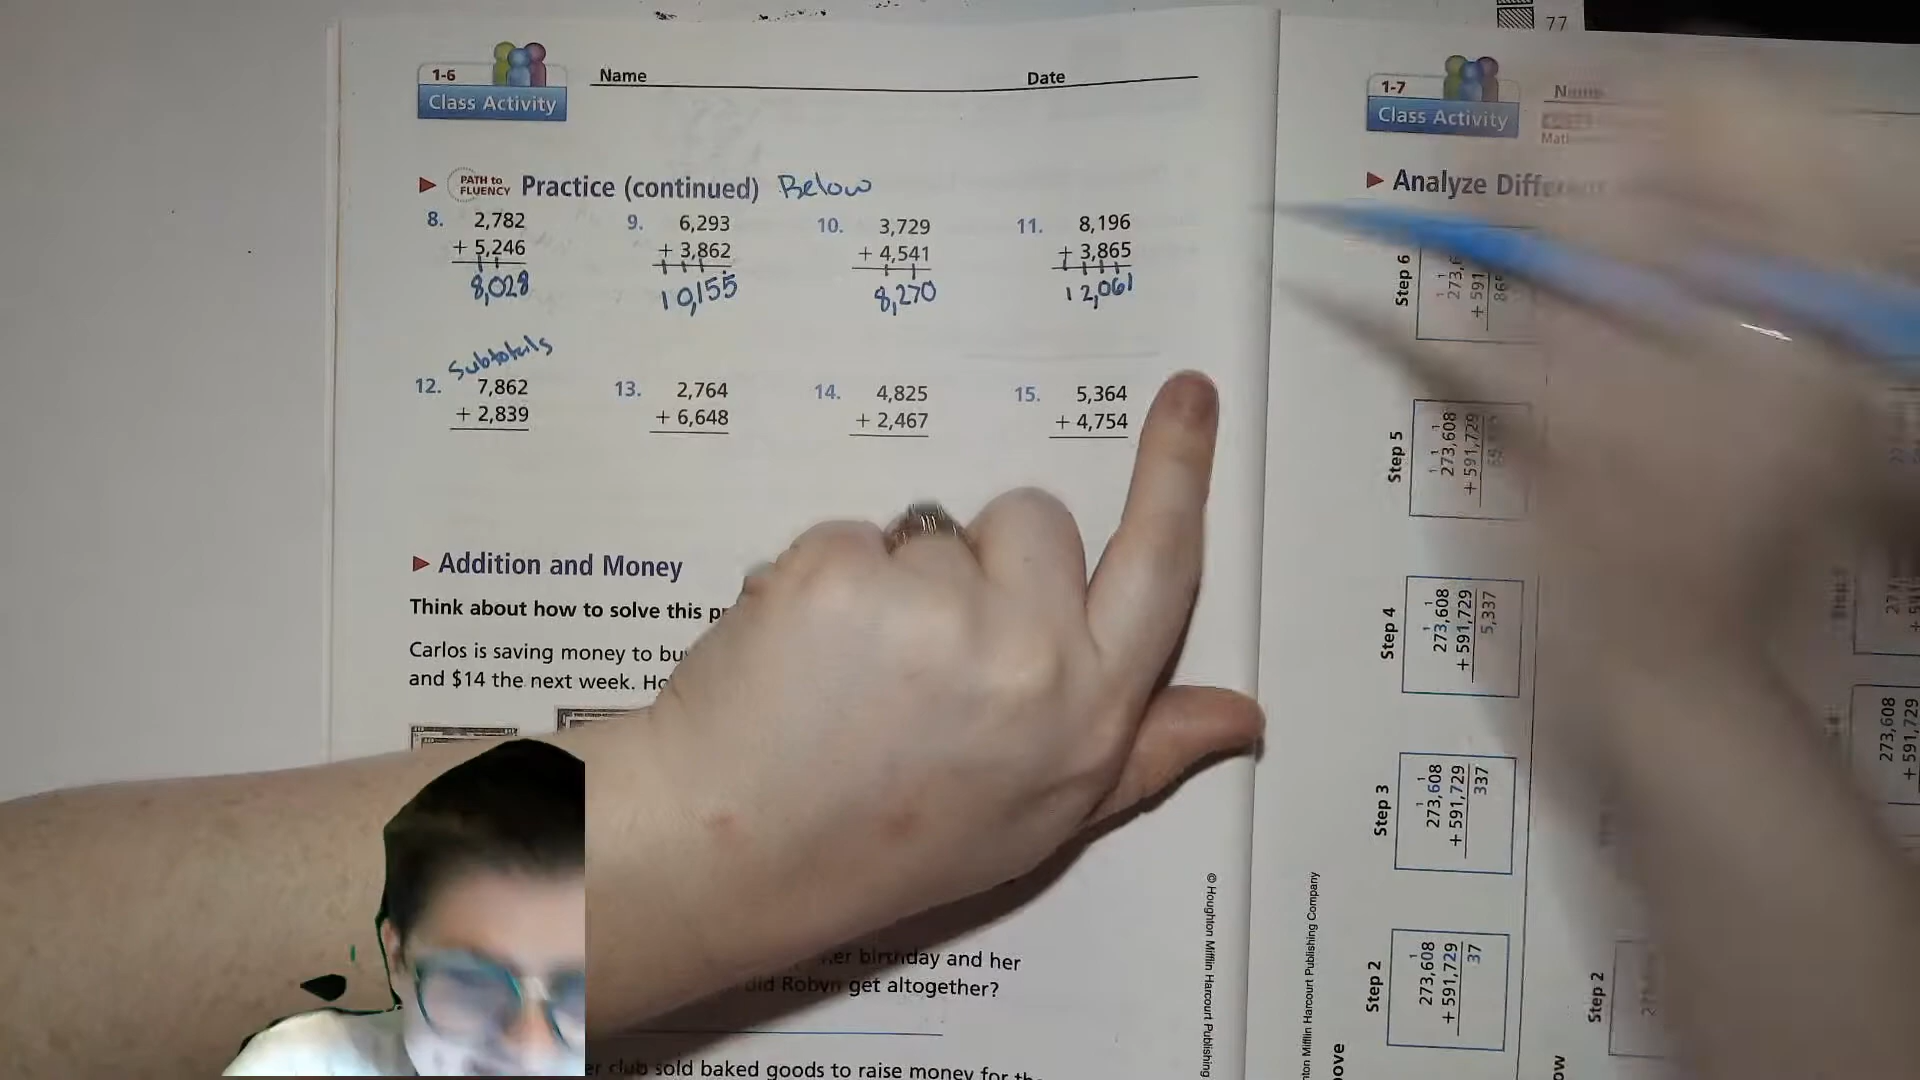 77
1-6
Class Activity
Name
Date
PATH to
FLUENCY
Practice (continued) Below
8. 2,782
+ 5,246
8,028
9. 6,293
+ 3,862
10,155
10. 3,729
+ 4,541
8,270
11. 8,196
+ 3,865
12,061
Subtotals
12. 7,862
+ 2,839
13. 2,764
+ 6,648
14. 4,825
+ 2,467
15. 5,364
+ 4,754
Addition and Money
Think about how to solve this
Carlos is saving money to
and $14 the next week.
birthday and her
did Robyn get altogether?
club sold baked goods to raise money for
© Houghton Mifflin Harcourt Publishing
1-7
Class Activity
Name
Analyze
Step 6
Step 5
1 1
273,608
+ 591,729
Step 4
1
273,608
+ 591,729
5,337
Step 3
1
273,608
+ 591,729
337
Step 2
1
273,608
+ 591,729
37
Mifflin Harcourt Publishing Company
273,608
+ 591,729
Step 2